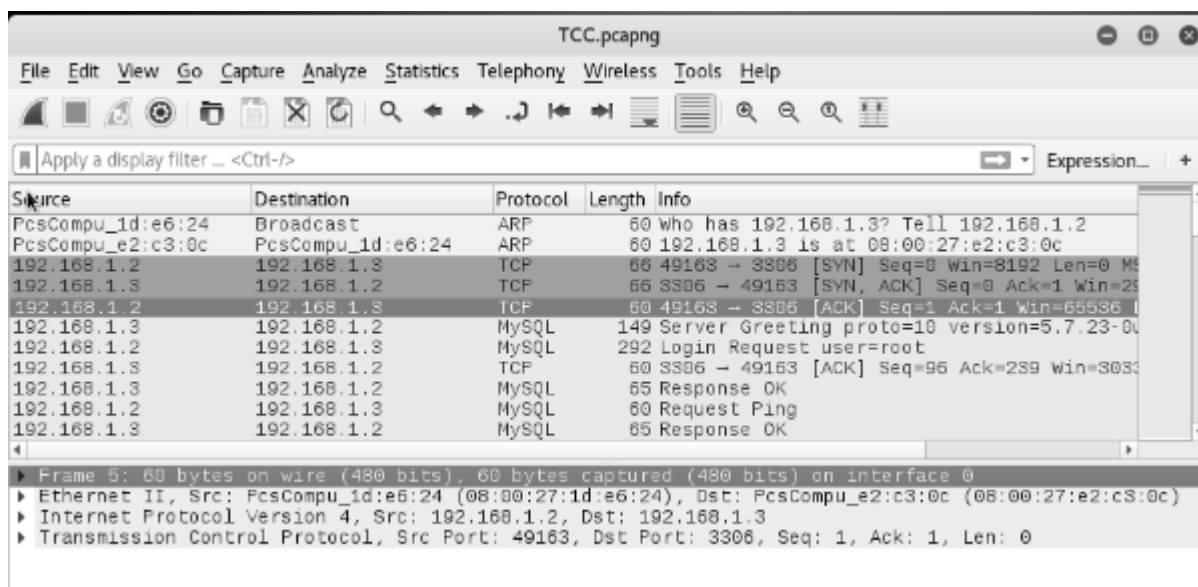 TCC.pcapng
File Edit View Go Capture Analyze Statistics Telephony Wireless Tools Help
Apply a display filter ... <Ctrl-/> Expression... +
Source Destination Protocol Length Info
PcsCompu_1d:e6:24 Broadcast ARP 60 Who has 192.168.1.3? Tell 192.168.1.2
PcsCompu_e2:c3:0c PcsCompu_1d:e6:24 ARP 60 192.168.1.3 is at 08:00:27:e2:c3:0c
192.168.1.2 192.168.1.3 TCP 66 49163 → 3306 [SYN] Seq=0 Win=8192 Len=0 MS
192.168.1.3 192.168.1.2 TCP 66 3306 → 49163 [SYN, ACK] Seq=0 Ack=1 Win=29
192.168.1.2 192.168.1.3 TCP 60 49163 → 3306 [ACK] Seq=1 Ack=1 Win=65536 L
192.168.1.3 192.168.1.2 MySQL 149 Server Greeting proto=10 version=5.7.23-0u
192.168.1.2 192.168.1.3 MySQL 292 Login Request user=root
192.168.1.3 192.168.1.2 TCP 60 3306 → 49163 [ACK] Seq=96 Ack=239 Win=3033
192.168.1.3 192.168.1.2 MySQL 65 Response OK
192.168.1.2 192.168.1.3 MySQL 60 Request Ping
192.168.1.3 192.168.1.2 MySQL 65 Response OK
Frame 5: 60 bytes on wire (480 bits), 60 bytes captured (480 bits) on interface 0
Ethernet II, Src: PcsCompu_1d:e6:24 (08:00:27:1d:e6:24), Dst: PcsCompu_e2:c3:0c (08:00:27:e2:c3:0c)
Internet Protocol Version 4, Src: 192.168.1.2, Dst: 192.168.1.3
Transmission Control Protocol, Src Port: 49163, Dst Port: 3306, Seq: 1, Ack: 1, Len: 0